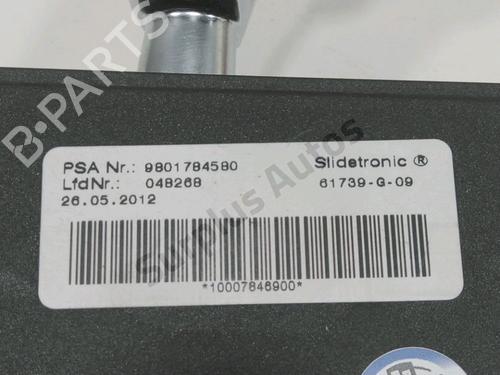 B-PARTS
PSA Nr.: 9801784580 Slidetronic ®
LfdNr.: 048268 61739-G-09
26.05.2012
Surplus Autos
*10007846900*